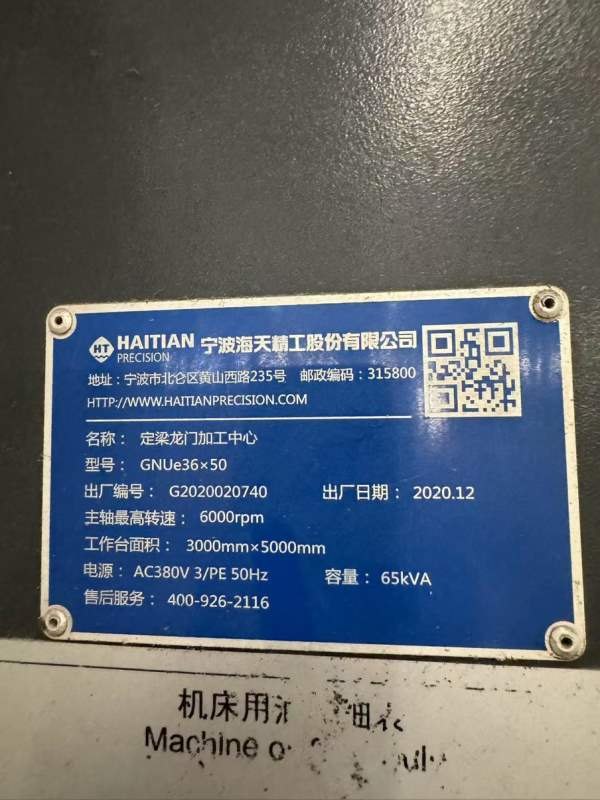 HT HAITIAN PRECISION 宁波海天精工股份有限公司
地址：宁波市北仑区黄山西路235号 邮政编码：315800
HTTP://WWW.HAITIANPRECISION.COM
名称： 定梁龙门加工中心
型号： GNUe36×50
出厂编号： G2020020740 出厂日期： 2020.12
主轴最高转速： 6000rpm
工作台面积： 3000mm×5000mm
电源： AC380V 3/PE 50Hz 容量： 65kVA
售后服务： 400-926-2116
机床用
Machine